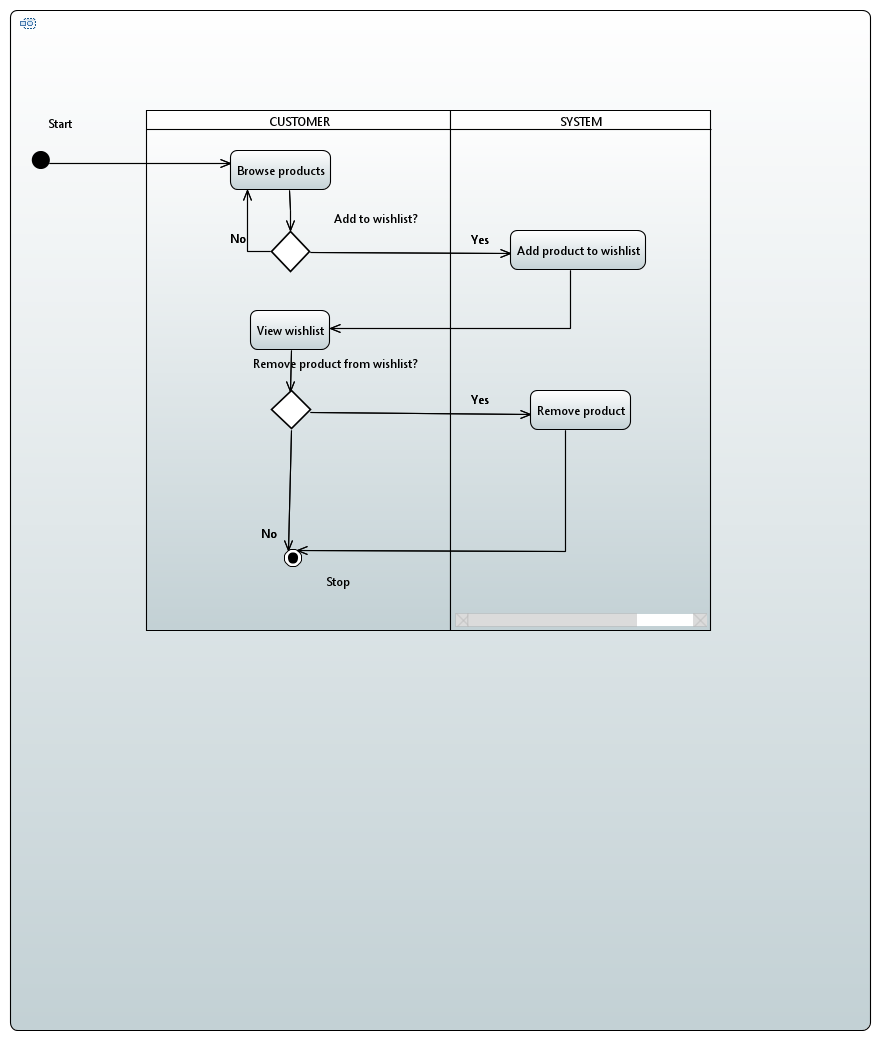 Start
CUSTOMER
SYSTEM
Browse products
Add to wishlist?
No
Yes
Add product to wishlist
View wishlist
Remove product from wishlist?
Yes
Remove product
No
Stop